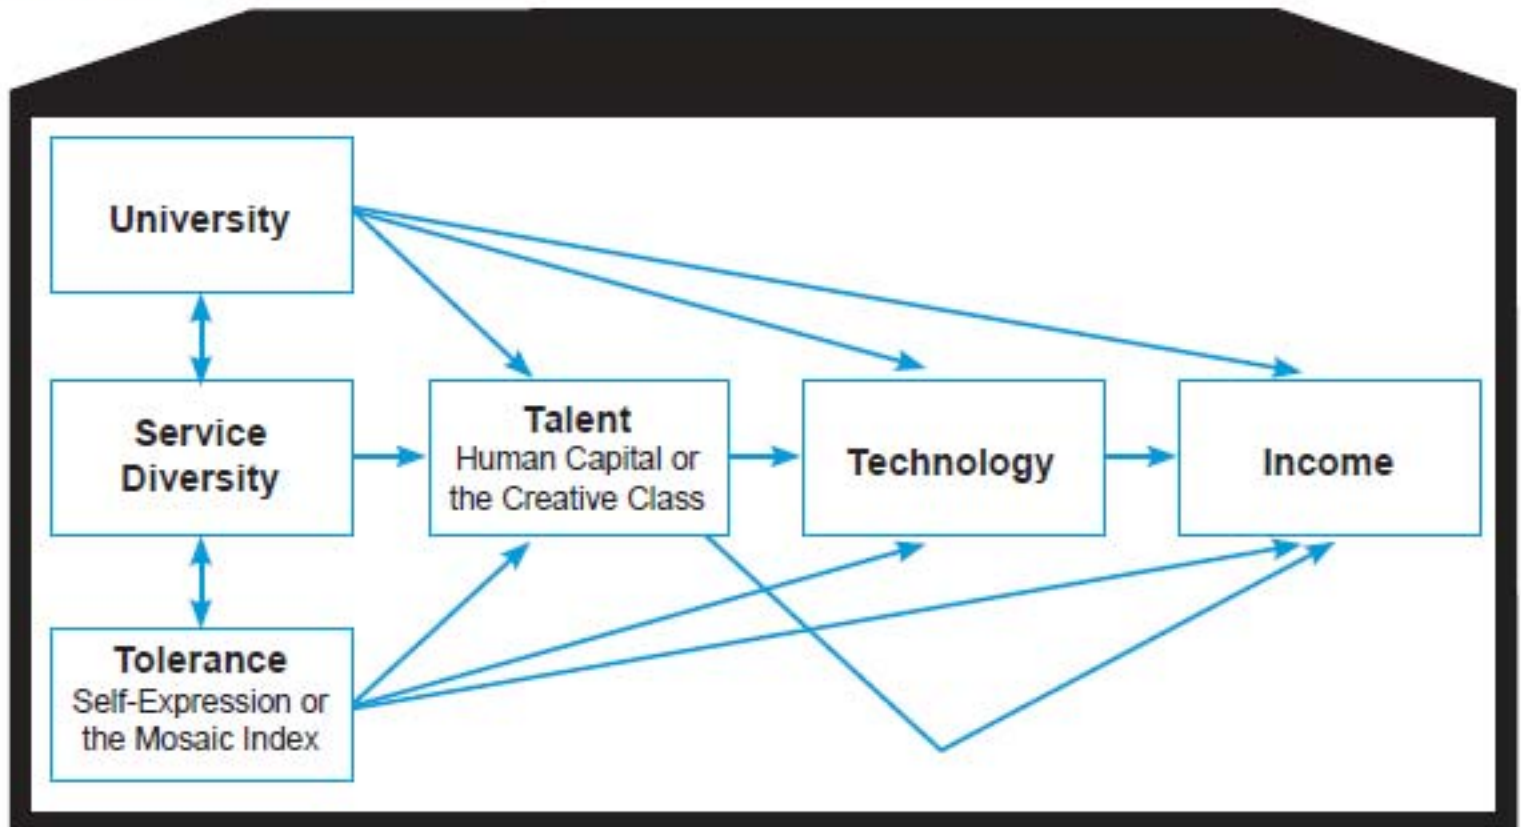 University
Service
Diversity
Talent
Human Capital or
the Creative Class
Technology
Income
Tolerance
Self-Expression or
the Mosaic Index